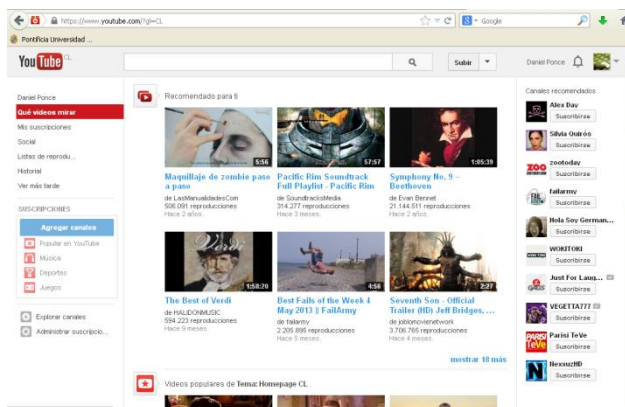 https://www.youtube.com/?gl=CL
Google
Pontificia Universidad ...
YouTube CL
Subir
Daniel Ponce
Daniel Ponce
Qué videos mirar
Mis suscripciones
Social
Listas de reprodu...
Historial
Ver más tarde
SUSCRIPCIONES
Agregar canales
Popular en YouTube
Música
Deportes
Juegos
Explorar canales
Administrar suscripcio...
Recomendado para ti
5:56
Maquillaje de zombie paso
a paso
de LasManualidadesCom
506.091 reproducciones
Hace 2 años.
57:57
Pacific Rim Soundtrack
Full Playlist - Pacific Rim
de SoundtracksMedia
314.277 reproducciones
Hace 3 meses.
1:05:39
Symphony No. 9 ~
Beethoven
de Evan Bennet
21.144.511 reproducciones
Hace 2 años.
Verdi
1:58:20
The Best of Verdi
de HALIDONMUSIC
594.223 reproducciones
Hace 9 meses.
4:56
Best Fails of the Week 4
May 2013 || FailArmy
de failarmy
2.205.895 reproducciones
Hace 5 meses.
2:27
Seventh Son - Official
Trailer (HD) Jeff Bridges, ...
de joblomovienetwork
3.706.765 reproducciones
Hace 4 meses.
mostrar 18 más
Videos populares de Tema: Homepage CL
Canales recomendados
Alex Day
Suscribirse
Silvia Quirós
Suscribirse
ZOO
zootoday
Suscribirse
FAIL
failarmy
Suscribirse
Hola Soy German...
Suscribirse
WOKITOKI
Suscribirse
GAGS
Just For Laug...
Suscribirse
VEGETTA777
Suscribirse
PARISI
TeVe
Parisi TeVe
Suscribirse
N
NexxuzHD
Suscribirse